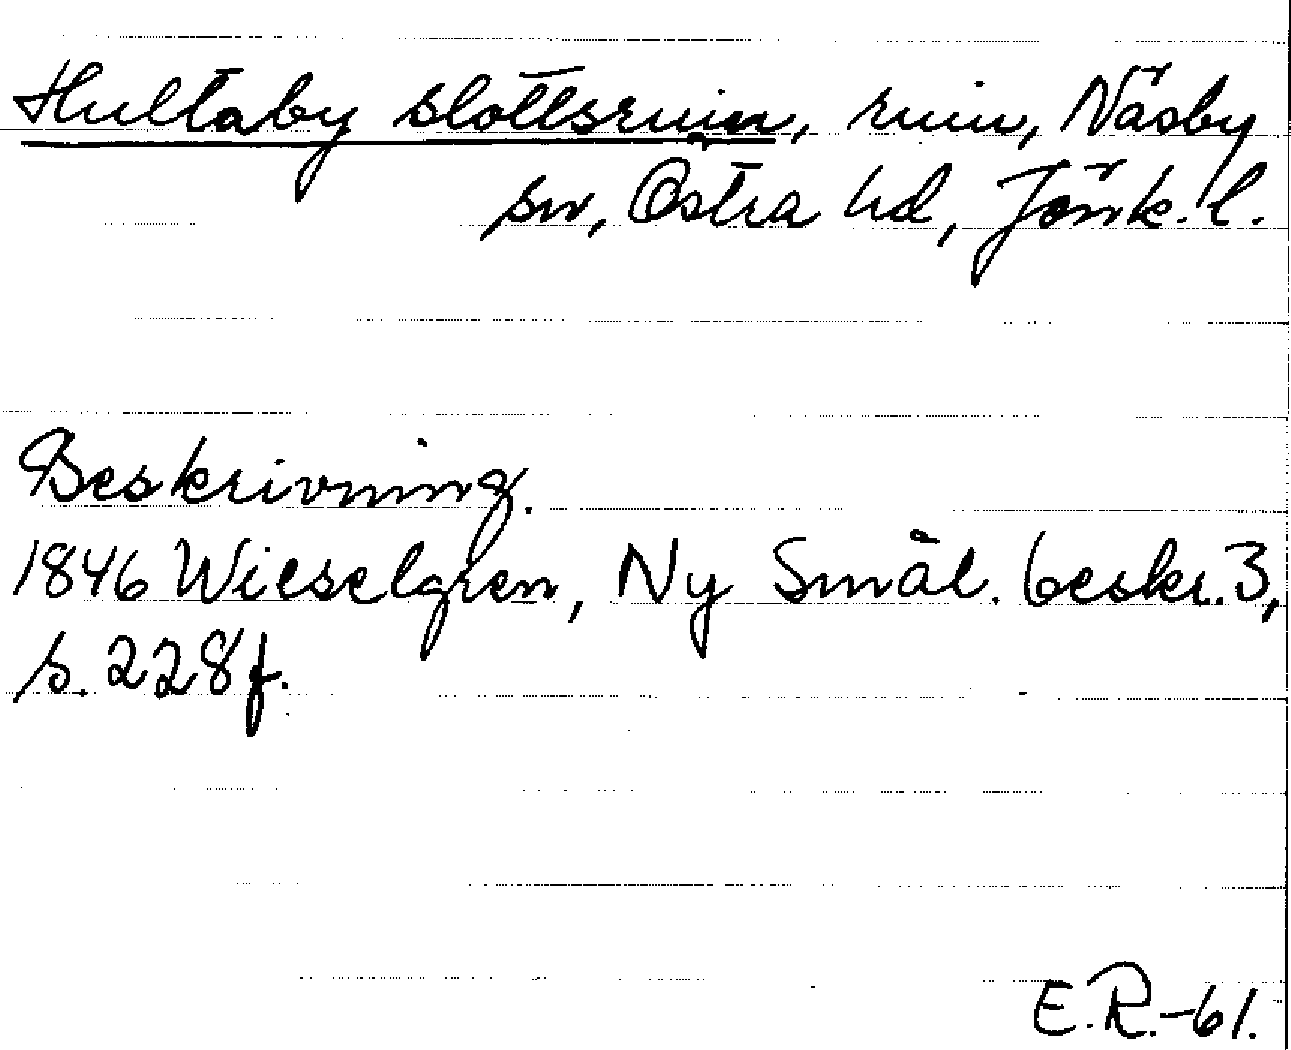 Hultaby slottsruin, ruin, Näsby
sn, Östra hd, Jönk. l.
Beskrivning.
1846 Wieselgren, Ny Smål. beskr. 3,
s. 228 f.
E.R.-61.